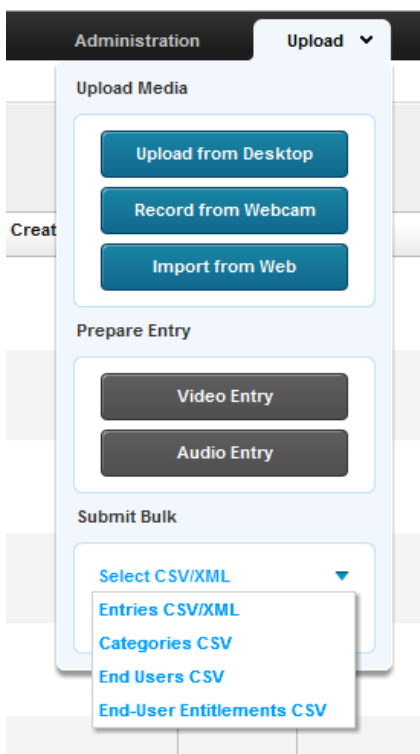 Administration
Upload
Upload Media
Upload from Desktop
Record from Webcam
Creat
Import from Web
Prepare Entry
Video Entry
Audio Entry
Submit Bulk
Select CSV/XML
Entries CSV/XML
Categories CSV
End Users CSV
End-User Entitlements CSV